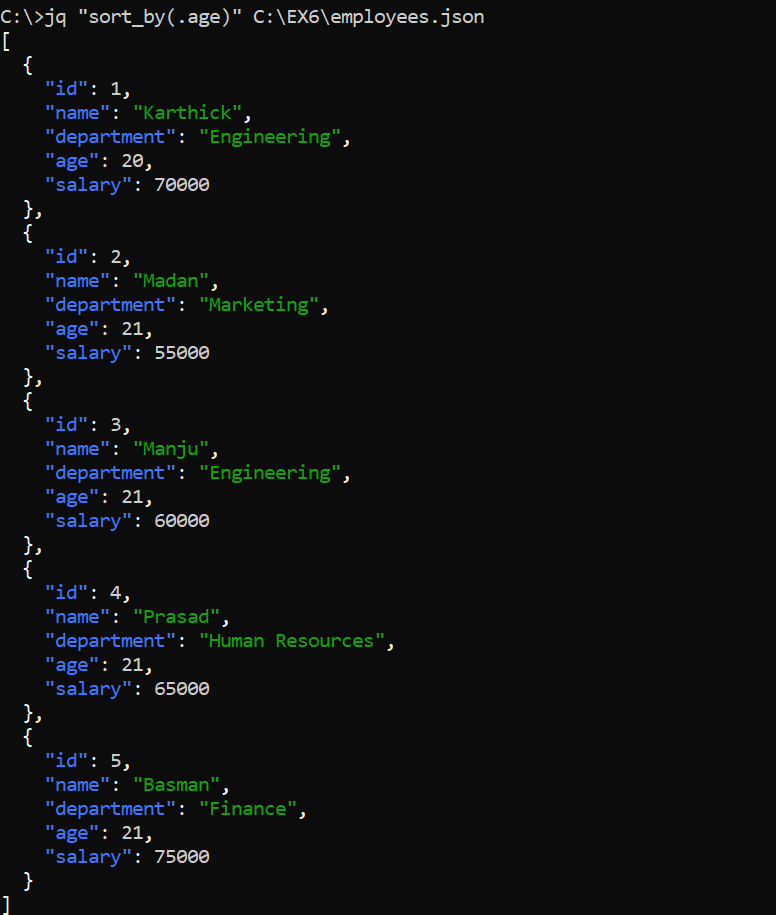 C:\>jq "sort_by(.age)" C:\EX6\employees.json
[
  {
    "id": 1,
    "name": "Karthick",
    "department": "Engineering",
    "age": 20,
    "salary": 70000
  },
  {
    "id": 2,
    "name": "Madan",
    "department": "Marketing",
    "age": 21,
    "salary": 55000
  },
  {
    "id": 3,
    "name": "Manju",
    "department": "Engineering",
    "age": 21,
    "salary": 60000
  },
  {
    "id": 4,
    "name": "Prasad",
    "department": "Human Resources",
    "age": 21,
    "salary": 65000
  },
  {
    "id": 5,
    "name": "Basman",
    "department": "Finance",
    "age": 21,
    "salary": 75000
  }
]